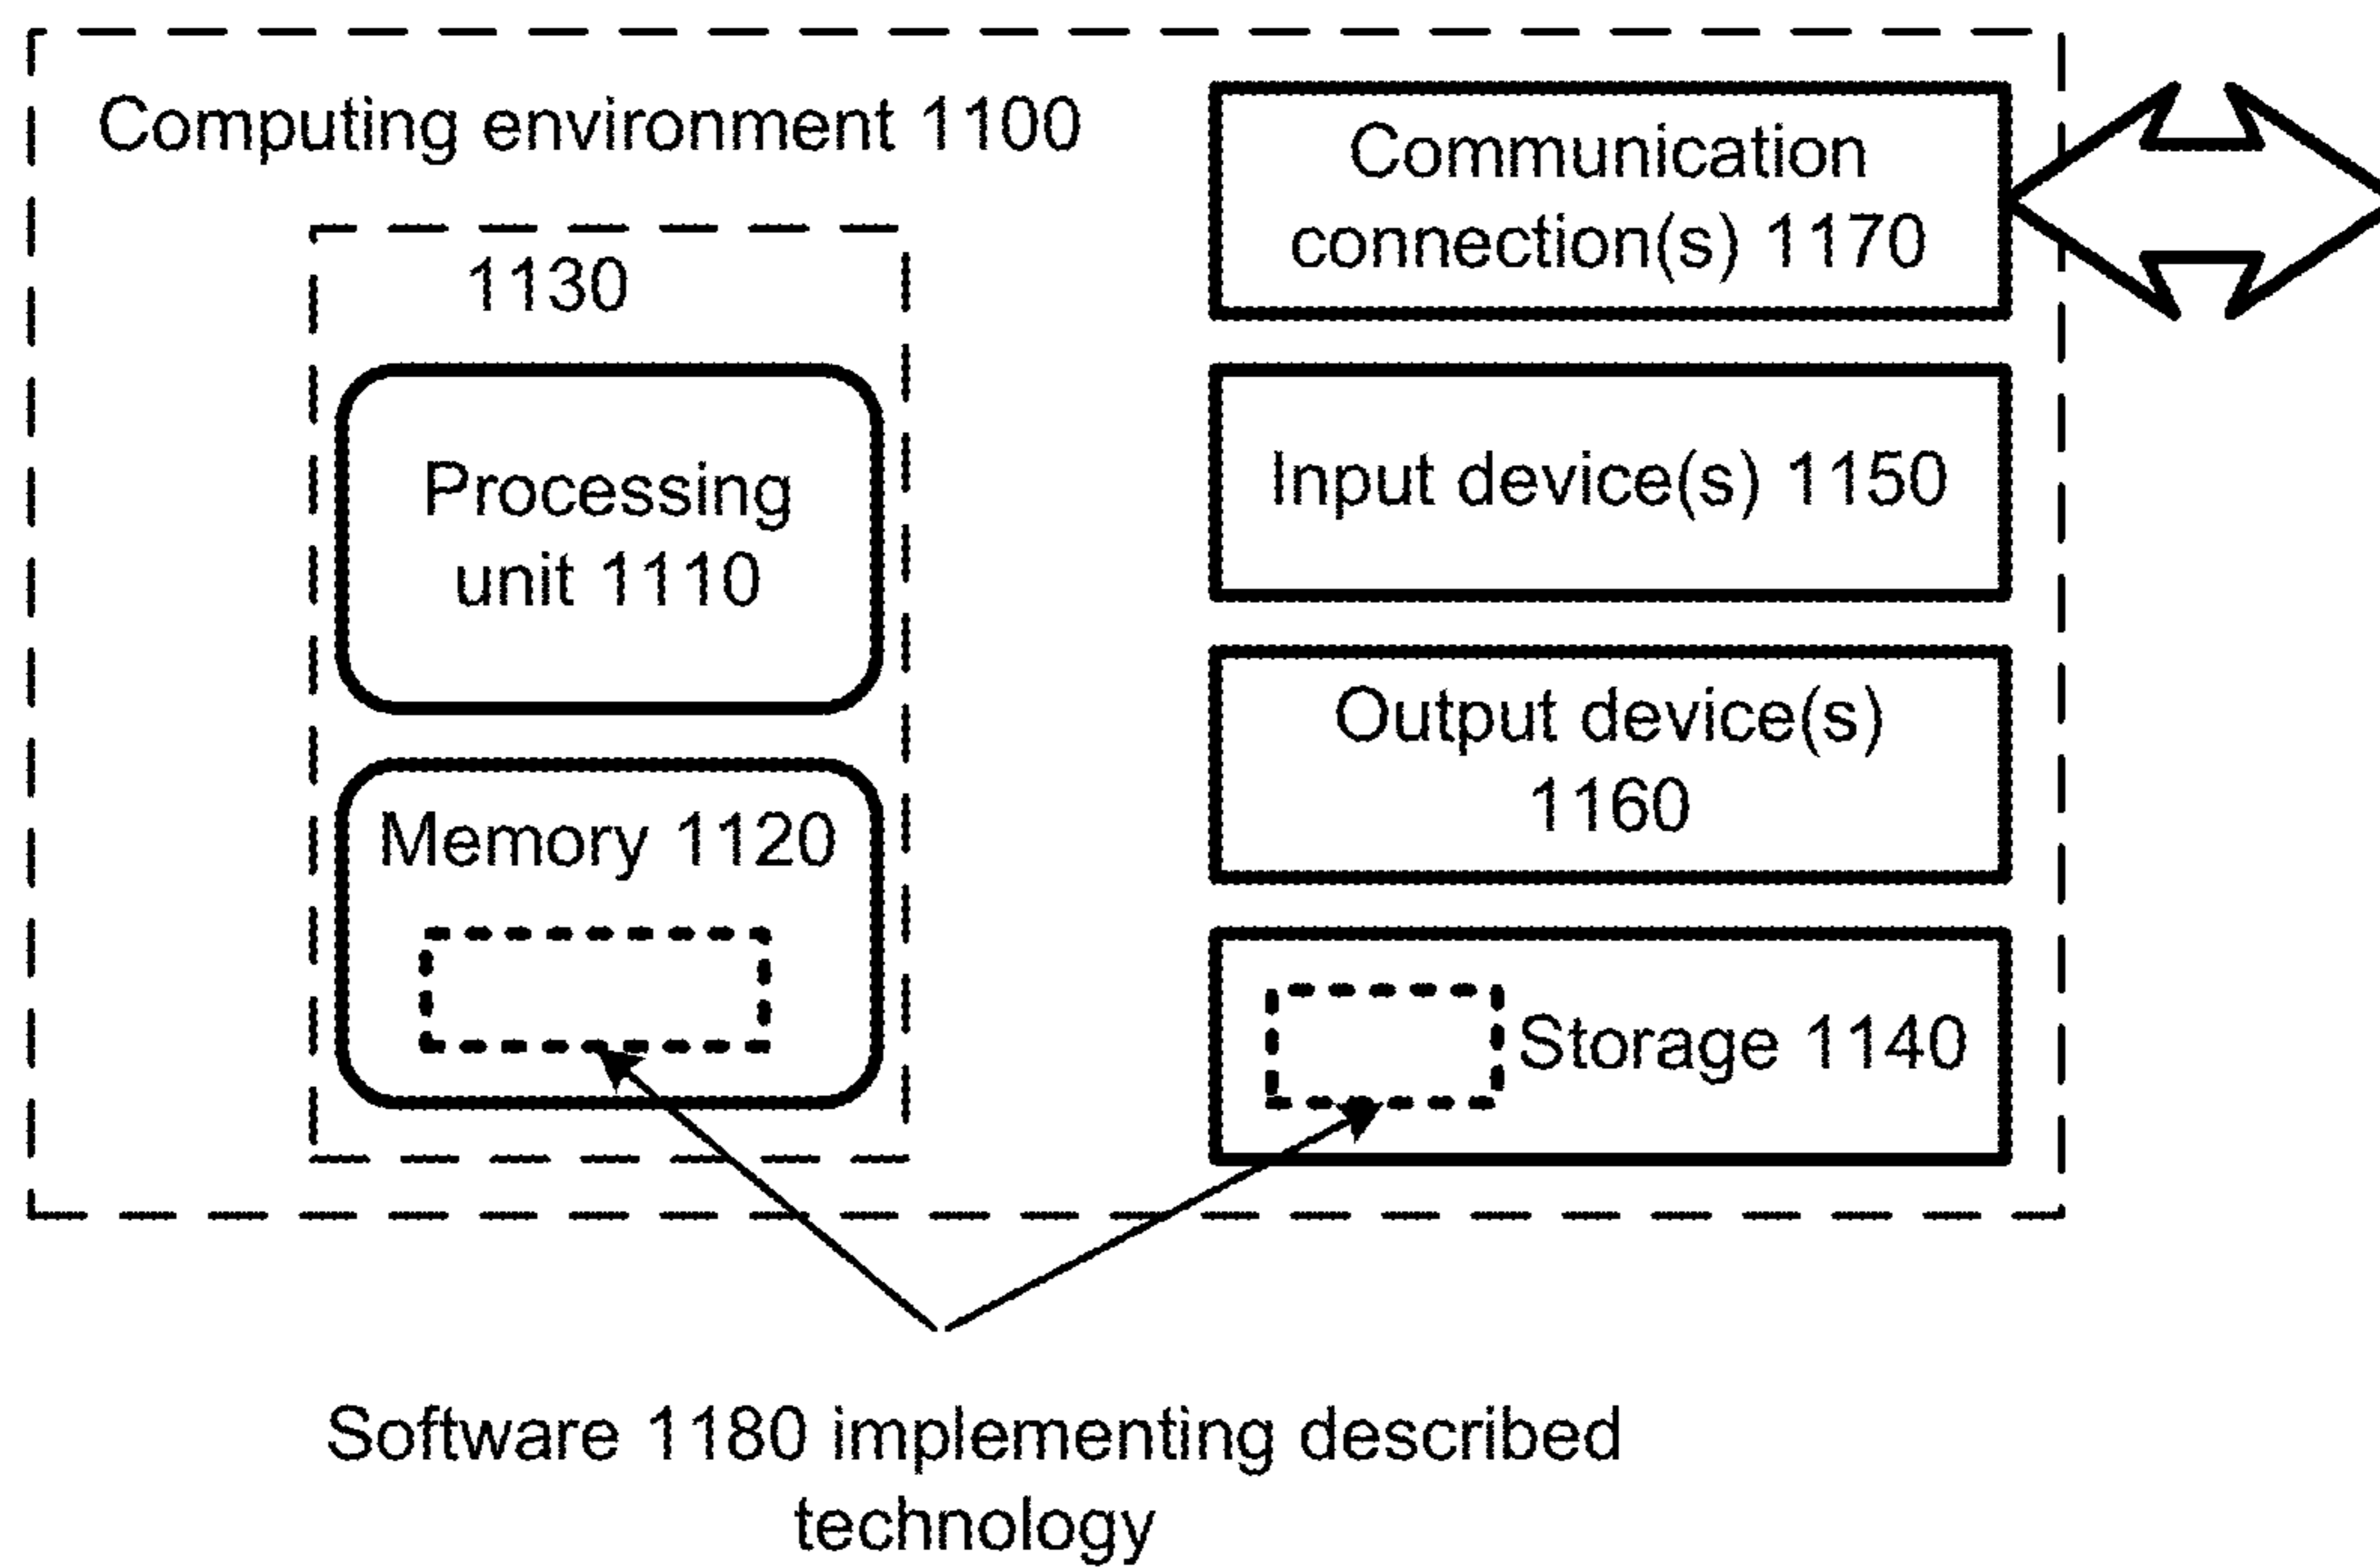 Computing environment 1100
1130
Processing
unit 1110
Memory 1120
Communication
connection(s) 1170
Input device(s) 1150
Output device(s)
1160
Storage 1140
Software 1180 implementing described
technology